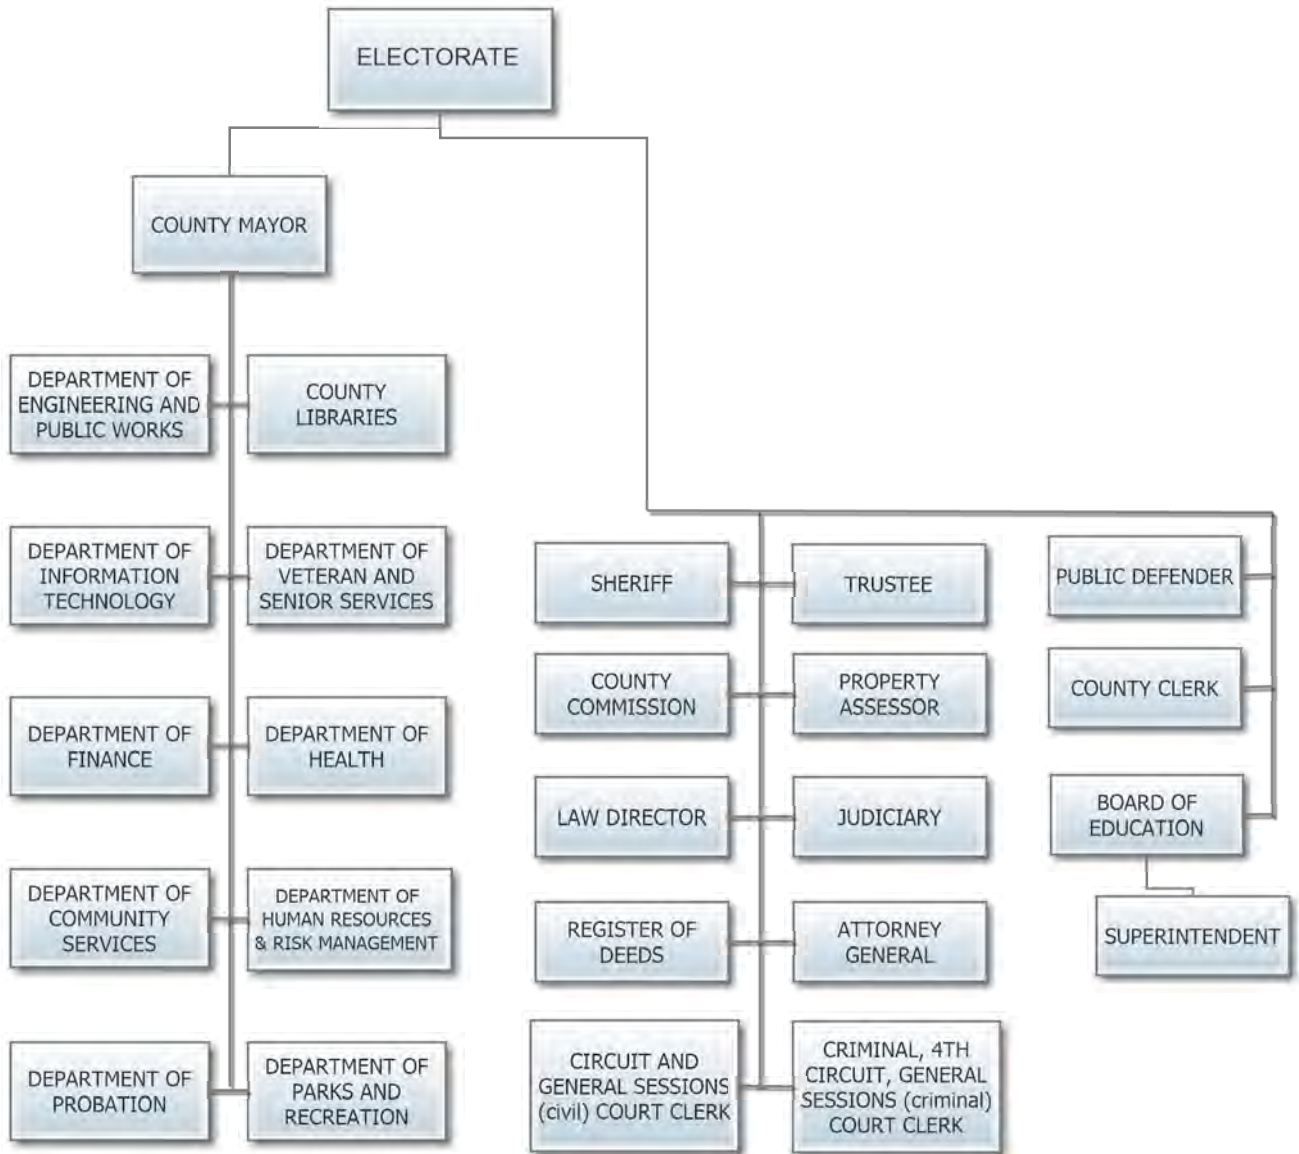 ELECTORATE
COUNTY MAYOR
DEPARTMENT OF
ENGINEERING AND
PUBLIC WORKS
COUNTY
LIBRARIES
DEPARTMENT OF
INFORMATION
TECHNOLOGY
DEPARTMENT OF
VETERAN AND
SENIOR SERVICES
DEPARTMENT OF
FINANCE
DEPARTMENT OF
HEALTH
DEPARTMENT OF
COMMUNITY
SERVICES
DEPARTMENT OF
HUMAN RESOURCES
& RISK MANAGEMENT
DEPARTMENT OF
PROBATION
DEPARTMENT OF
PARKS AND
RECREATION
SHERIFF
TRUSTEE
COUNTY
COMMISSION
PROPERTY
ASSESSOR
LAW DIRECTOR
JUDICIARY
REGISTER OF
DEEDS
ATTORNEY
GENERAL
CIRCUIT AND
GENERAL SESSIONS
(civil) COURT CLERK
CRIMINAL, 4TH
CIRCUIT, GENERAL
SESSIONS (criminal)
COURT CLERK
PUBLIC DEFENDER
COUNTY CLERK
BOARD OF
EDUCATION
SUPERINTENDENT